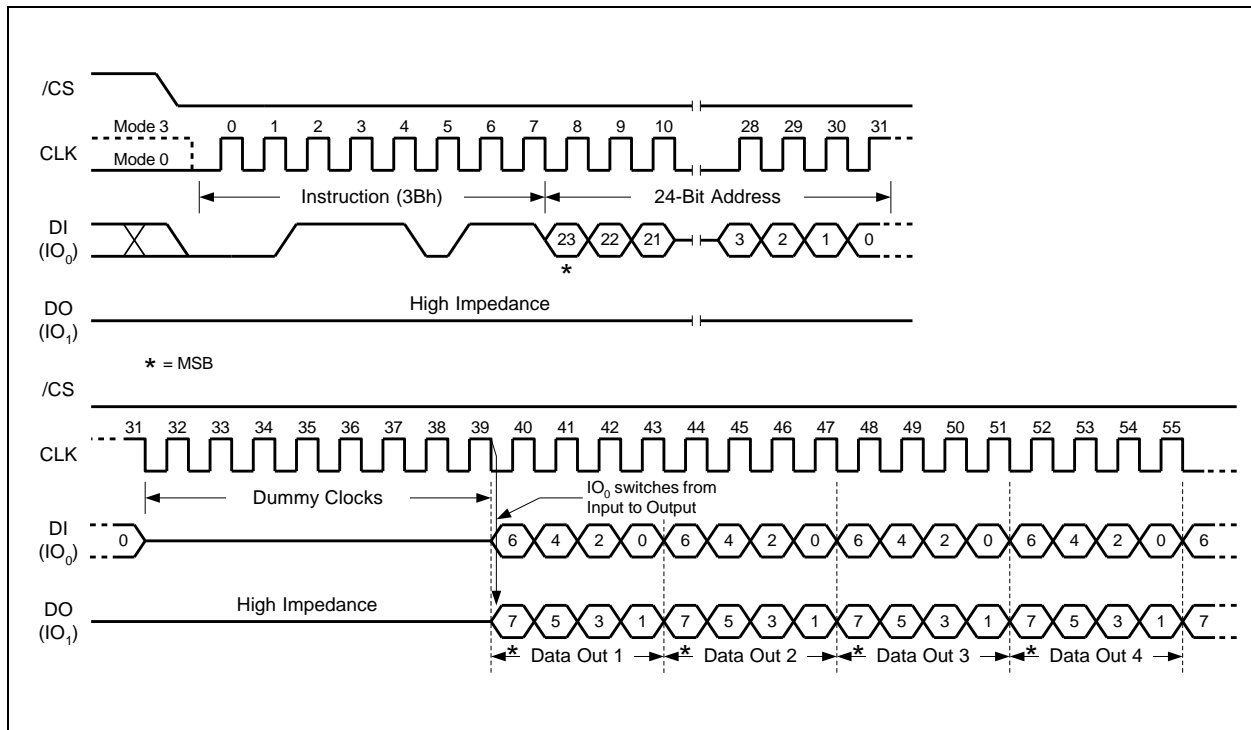 /CS
Mode 3 0 1 2 3 4 5 6 7 8 9 10 28 29 30 31
CLK Mode 0
Instruction (3Bh) 24-Bit Address
DI
(IO0) 23 22 21 3 2 1 0
*
High Impedance
DO
(IO1)
* = MSB
/CS
31 32 33 34 35 36 37 38 39 40 41 42 43 44 45 46 47 48 49 50 51 52 53 54 55
CLK
Dummy Clocks IO0 switches from
Input to Output
DI
(IO0) 0 6 4 2 0 6 4 2 0 6 4 2 0 6 4 2 0 6
DO High Impedance
(IO1) 7 5 3 1 7 5 3 1 7 5 3 1 7 5 3 1 7
* Data Out 1 * Data Out 2 * Data Out 3 * Data Out 4